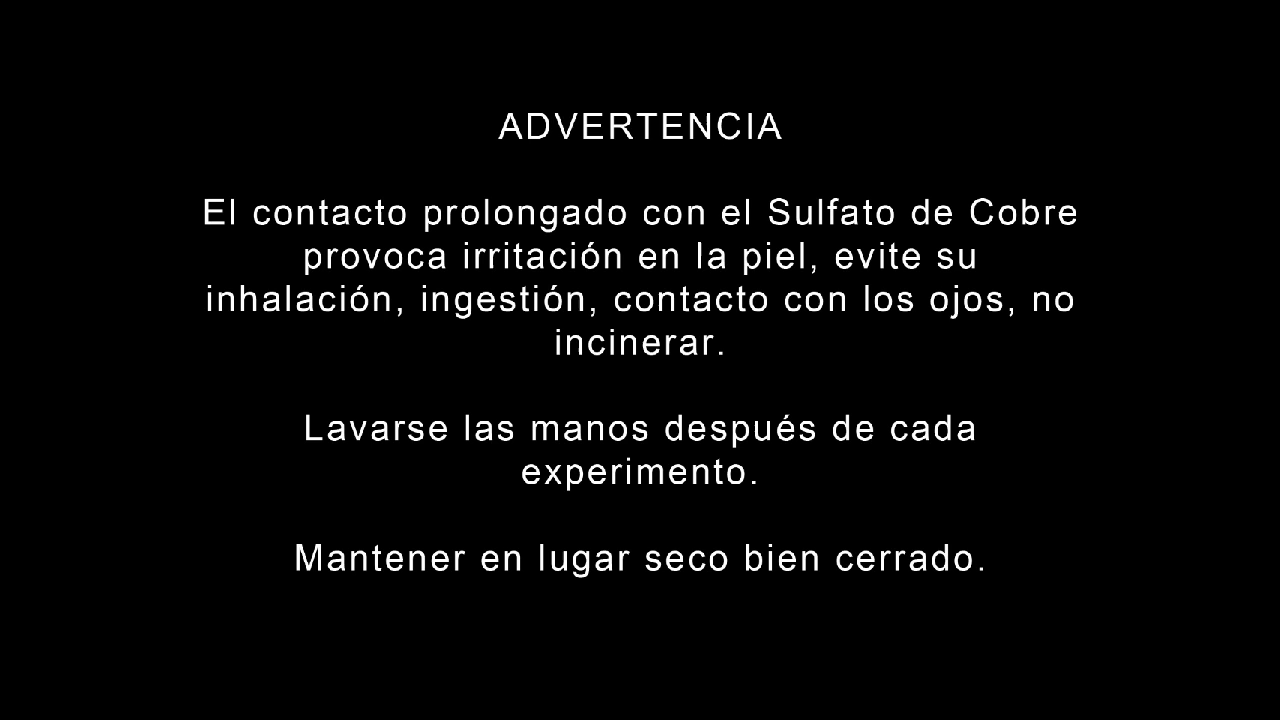 ADVERTENCIA
El contacto prolongado con el Sulfato de Cobre
provoca irritación en la piel, evite su
inhalación, ingestión, contacto con los ojos, no
incinerar.
Lavarse las manos después de cada
experimento.
Mantener en lugar seco bien cerrado.